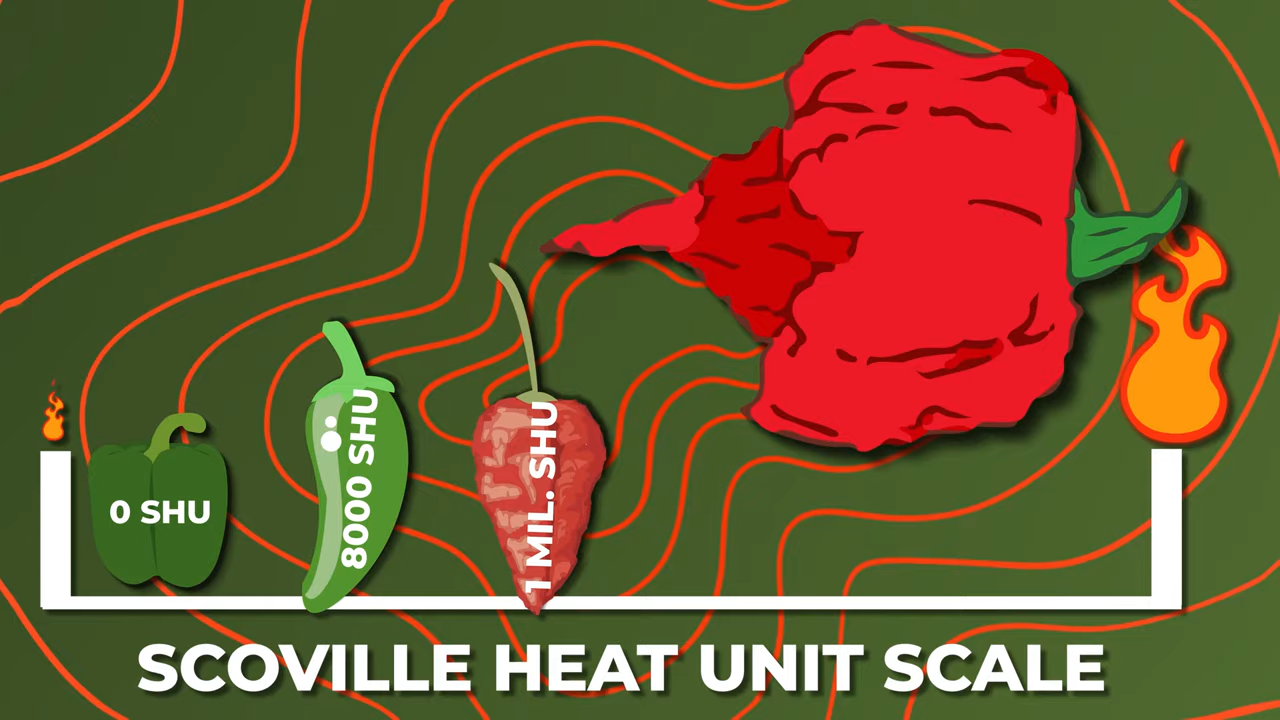 0 SHU
8000 SHU
1 MIL. SHU
SCOVILLE HEAT UNIT SCALE